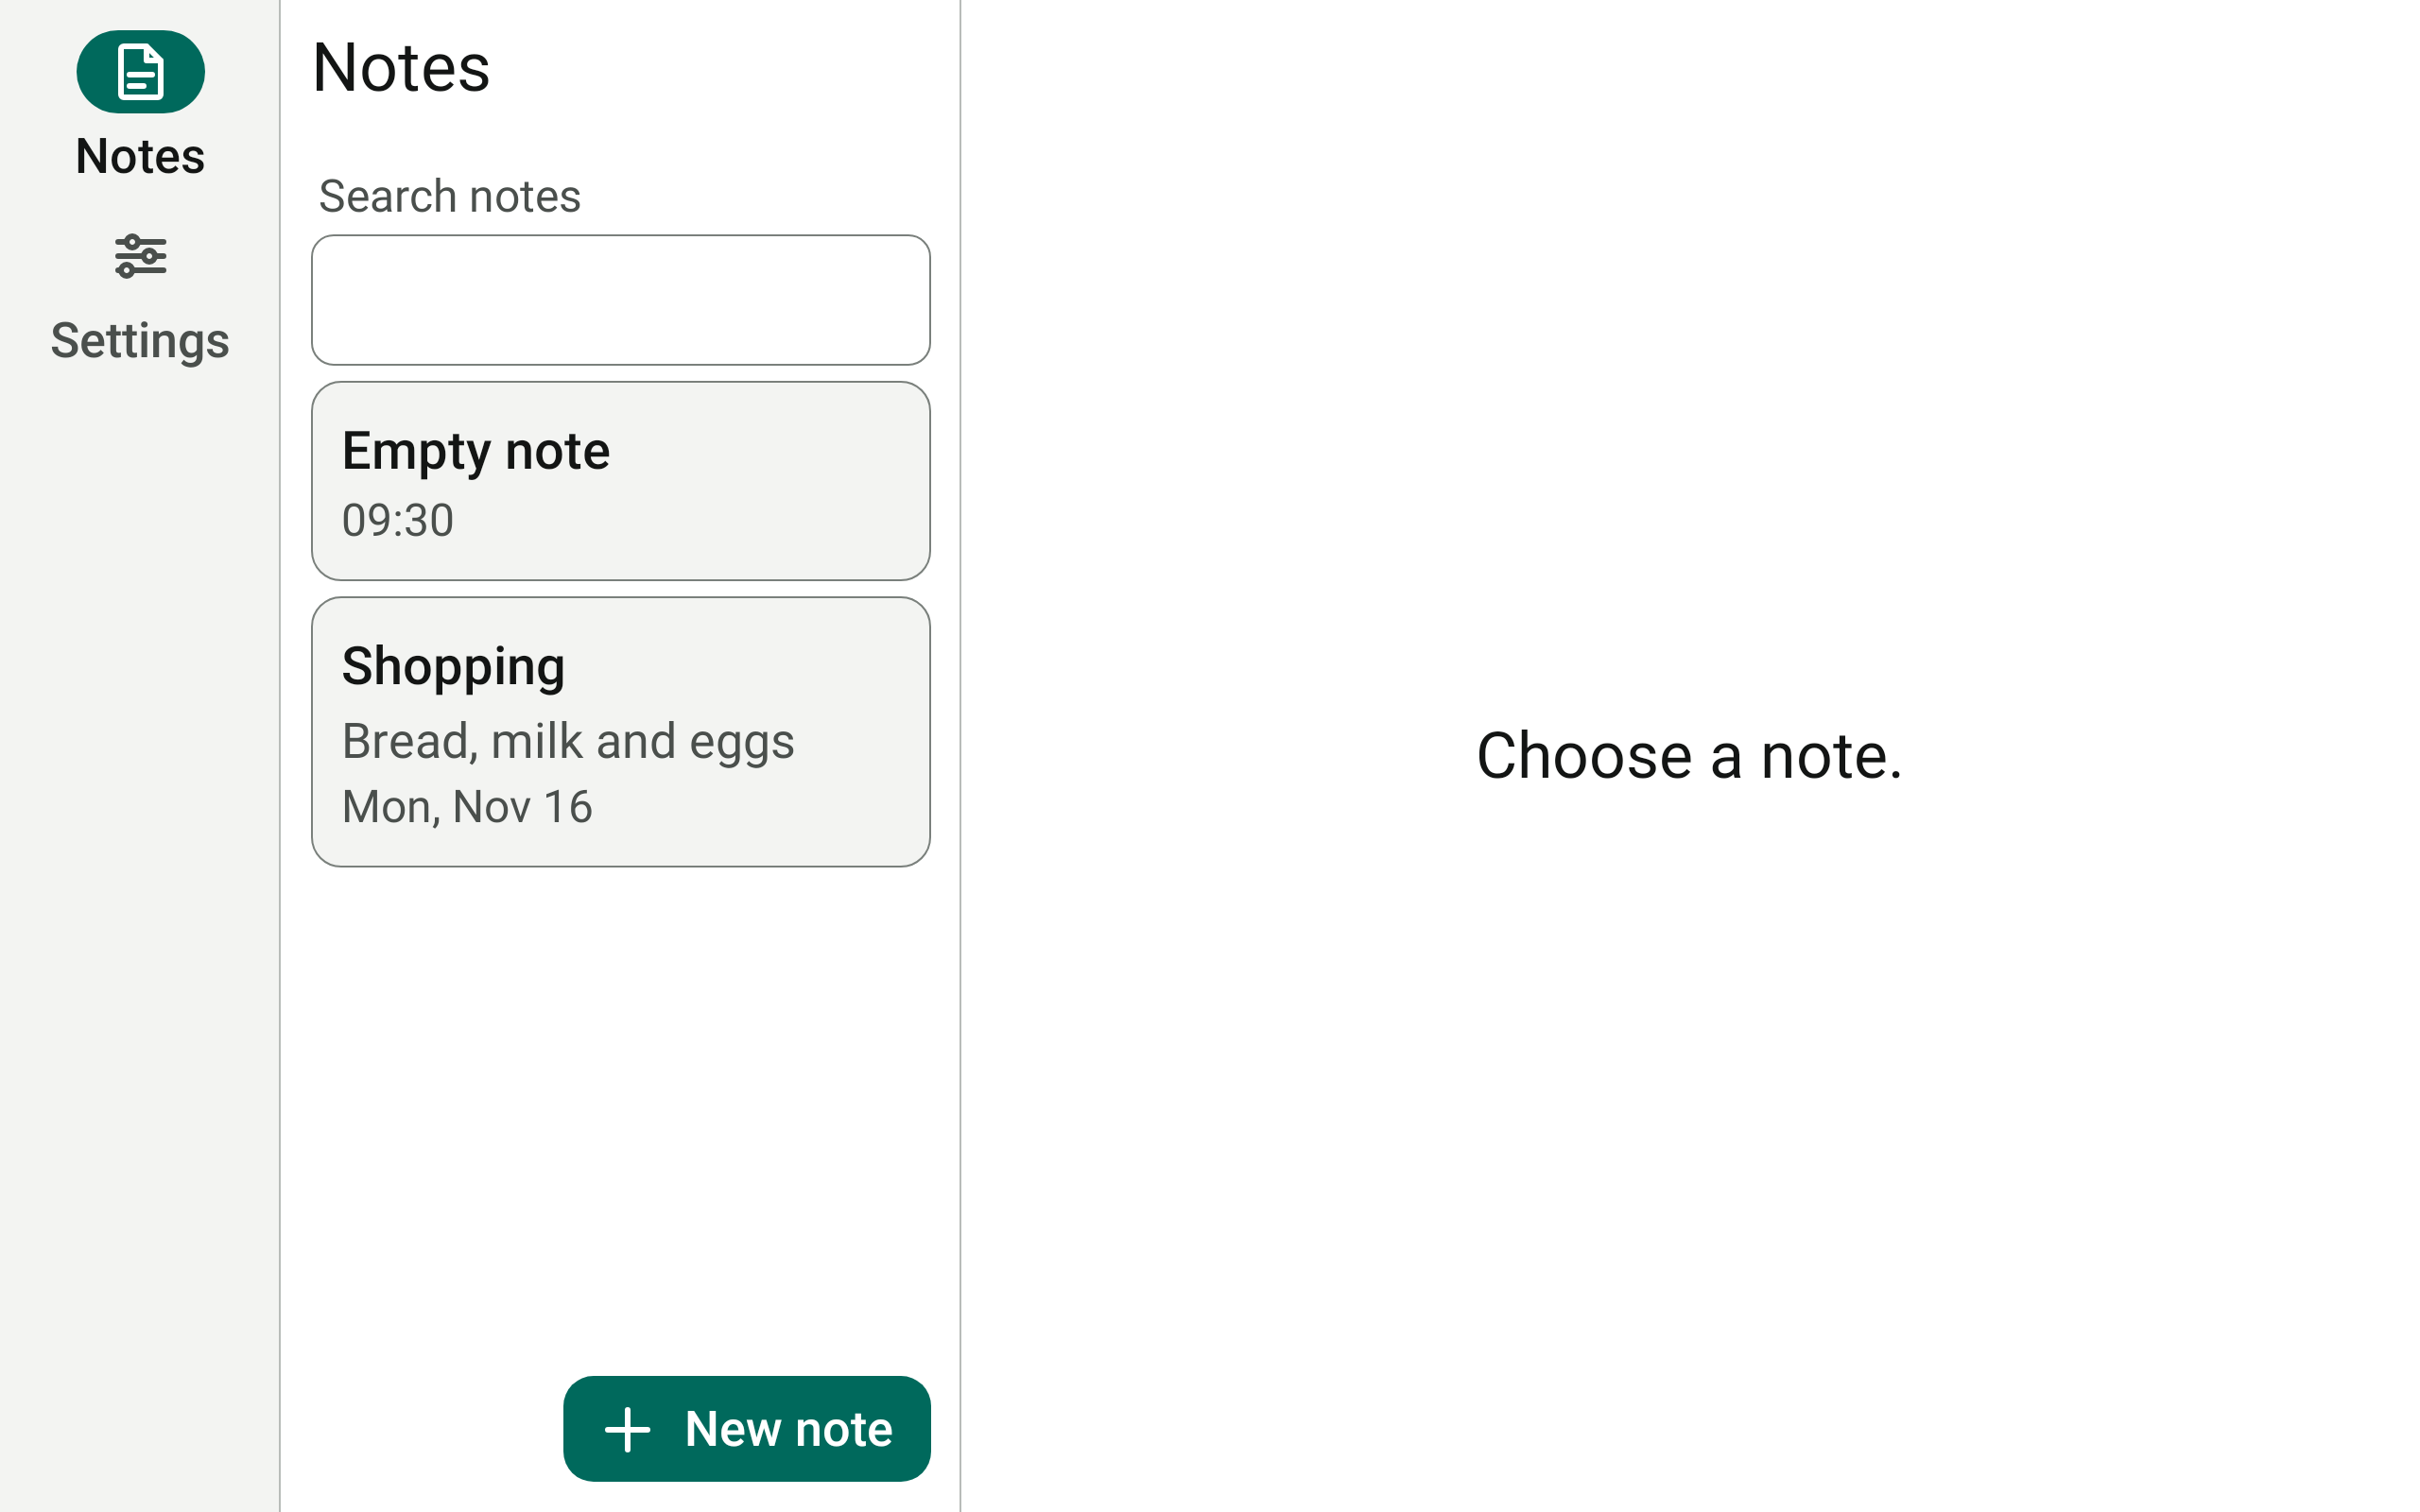 Notes
Settings
Notes
Search notes
Empty note
09:30
Shopping
Bread, milk and eggs
Mon, Nov 16
New note
Choose a note.